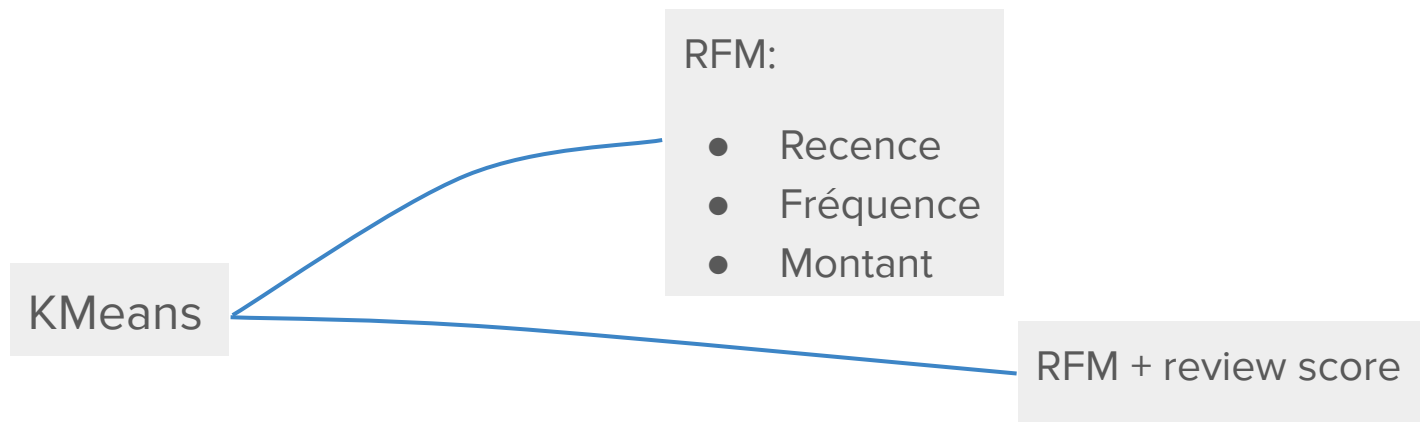 RFM:
● Recence
● Fréquence
● Montant
KMeans
RFM + review score